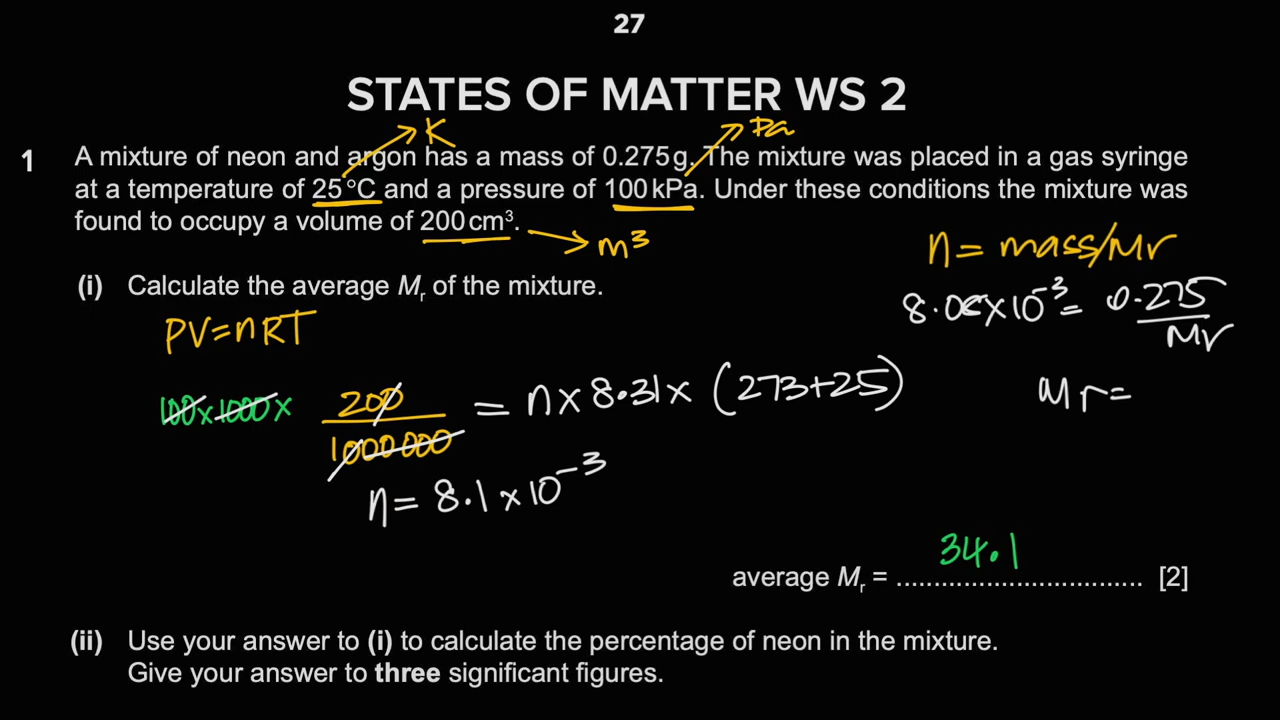 27
STATES OF MATTER WS 2
K
Pa
1 A mixture of neon and argon has a mass of 0.275 g. The mixture was placed in a gas syringe
at a temperature of 25 °C and a pressure of 100 kPa. Under these conditions the mixture was
found to occupy a volume of 200 cm³.
m³
n = mass/Mr
(i) Calculate the average Mr of the mixture.
8.06×10⁻³ = 0.275/Mr
PV=nRT
100×1000× 200/1000000 = n× 8.31× (273+25)
Mr=
n= 8.1 × 10⁻³
34.1
average Mr = ................................ [2]
(ii) Use your answer to (i) to calculate the percentage of neon in the mixture.
Give your answer to three significant figures.